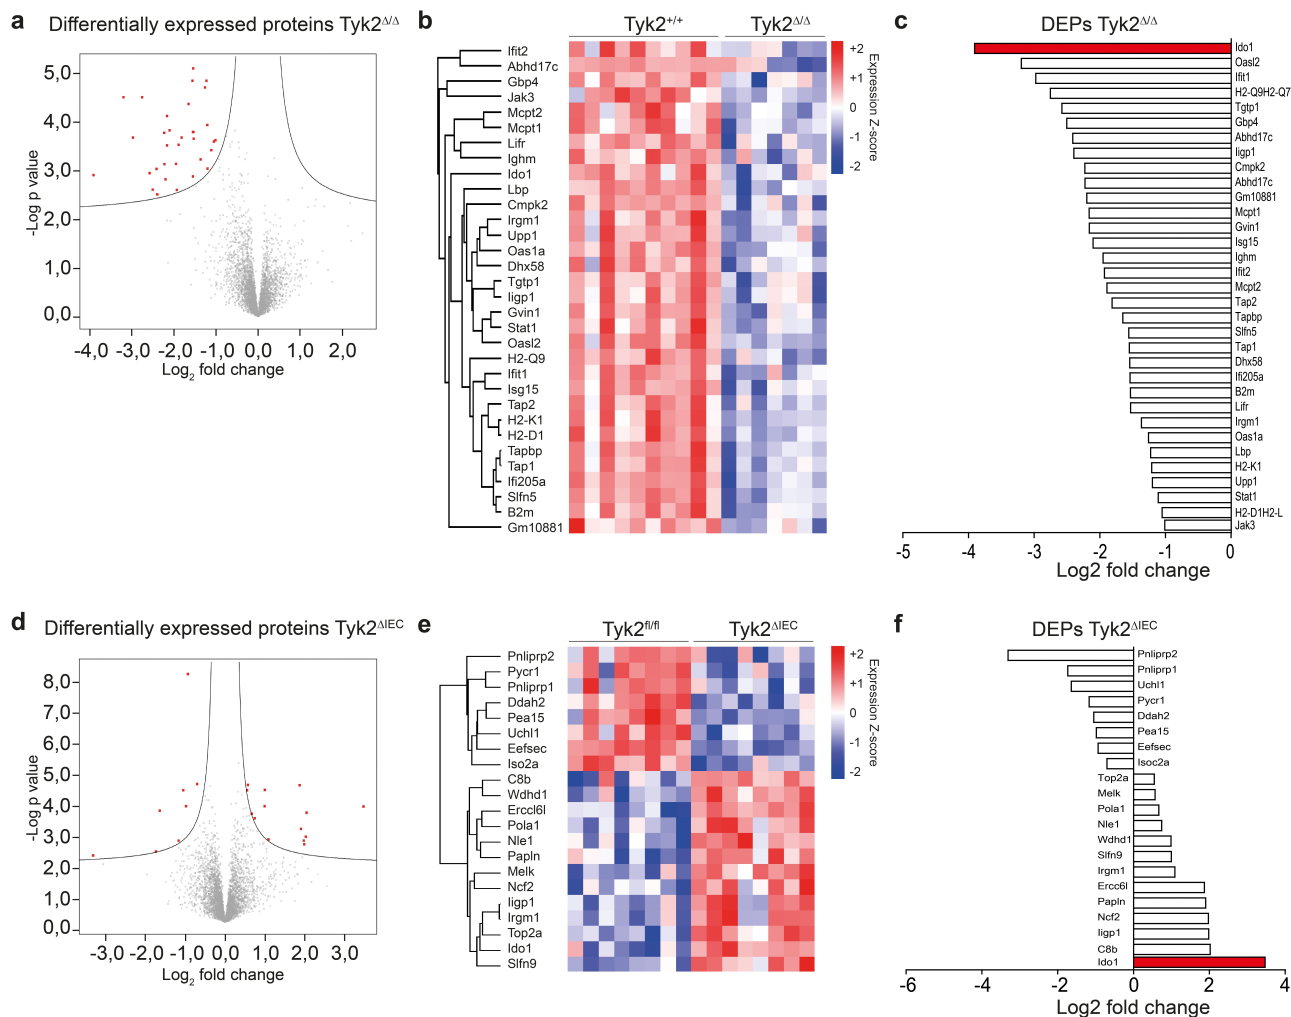 a Differentially expressed proteins Tyk2Δ/Δ
-Log p value
5,0
4,0
3,0
2,0
1,0
0,0
-4,0 -3,0 -2,0 -1,0 0,0 1,0 2,0
Log2 fold change
b Tyk2+/+ Tyk2Δ/Δ
Ifit2
Abhd17c
Gbp4
Jak3
Mcpt2
Mcpt1
Lifr
Ighm
Ido1
Lbp
Cmpk2
Irgm1
Upp1
Oas1a
Dhx58
Tgtp1
Iigp1
Gvin1
Stat1
Oasl2
H2-Q9
Ifit1
Isg15
Tap2
H2-K1
H2-D1
Tapbp
Tap1
Ifi205a
Slfn5
B2m
Gm10881
+2
+1
0
-1
-2
Expression Z-score
c DEPs Tyk2Δ/Δ
Ido1
Oasl2
Ifit1
H2-Q9H2-Q7
Tgtp1
Gbp4
Abhd17c
Iigp1
Cmpk2
Abhd17c
Gm10881
Mcpt1
Gvin1
Isg15
Ighm
Ifit2
Mcpt2
Tap2
Tapbp
Slfn5
Tap1
Dhx58
Ifi205a
B2m
Lifr
Irgm1
Oas1a
Lbp
H2-K1
Upp1
Stat1
H2-D1H2-L
Jak3
-5 -4 -3 -2 -1 0
Log2 fold change
d Differentially expressed proteins Tyk2ΔIEC
-Log p value
8,0
7,0
6,0
5,0
4,0
3,0
2,0
1,0
0,0
-3,0 -2,0 -1,0 0,0 1,0 2,0 3,0
Log2 fold change
e Tyk2fl/fl Tyk2ΔIEC
Pnliprp2
Pycr1
Pnliprp1
Ddah2
Pea15
Uchl1
Eefsec
Iso2a
C8b
Wdhd1
Erccl6l
Pola1
Nle1
Papln
Melk
Ncf2
Iigp1
Irgm1
Top2a
Ido1
Slfn9
+2
+1
0
-1
-2
Expression Z-score
f DEPs Tyk2ΔIEC
Pnliprp2
Pnliprp1
Uchl1
Pycr1
Ddah2
Pea15
Eefsec
Isoc2a
Top2a
Melk
Pola1
Nle1
Wdhd1
Slfn9
Irgm1
Ercc6l
Papln
Ncf2
Iigp1
C8b
Ido1
-6 -4 -2 0 2 4
Log2 fold change